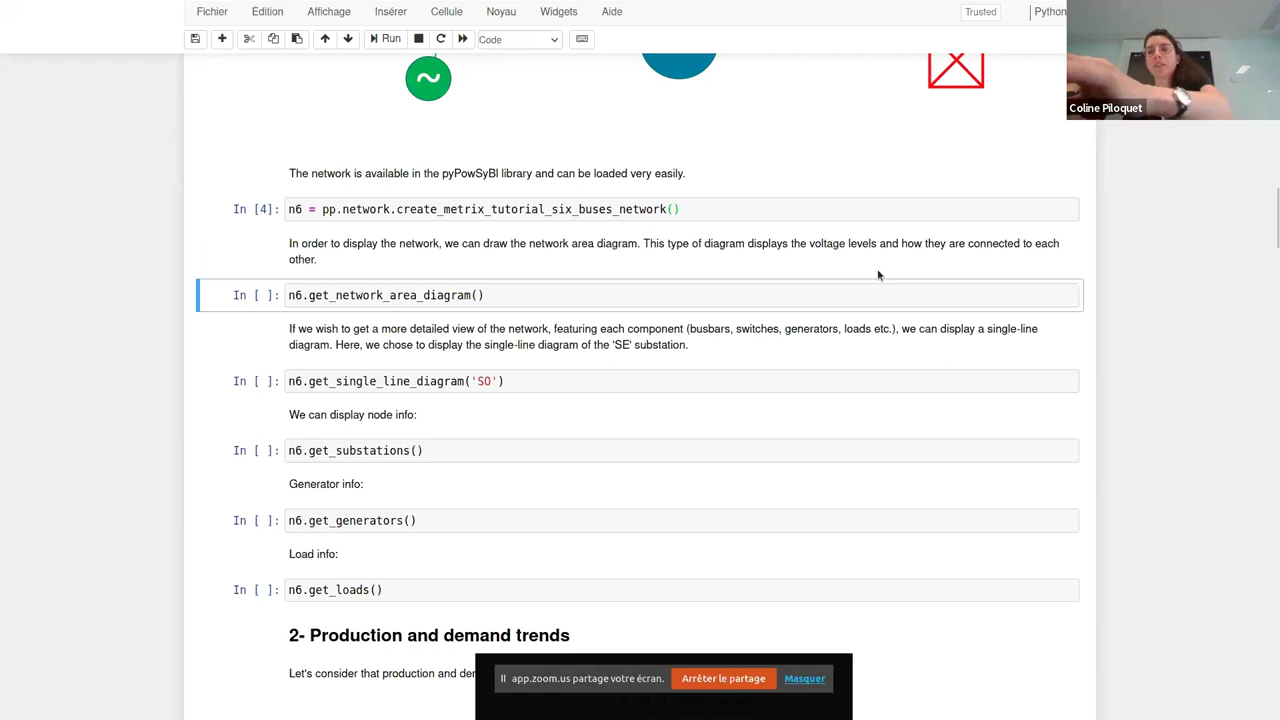 Fichier Édition Affichage Insérer Cellule Noyau Widgets Aide Trusted Python
Run Code
Coline Piloquet
The network is available in the pyPowSyBl library and can be loaded very easily.
In [4]: n6 = pp.network.create_metrix_tutorial_six_buses_network()
In order to display the network, we can draw the network area diagram. This type of diagram displays the voltage levels and how they are connected to each
other.
In [ ]: n6.get_network_area_diagram()
If we wish to get a more detailed view of the network, featuring each component (busbars, switches, generators, loads etc.), we can display a single-line
diagram. Here, we chose to display the single-line diagram of the 'SE' substation.
In [ ]: n6.get_single_line_diagram('SO')
We can display node info:
In [ ]: n6.get_substations()
Generator info:
In [ ]: n6.get_generators()
Load info:
In [ ]: n6.get_loads()
2- Production and demand trends
Let's consider that production and
app.zoom.us partage votre écran. Arrêter le partage Masquer